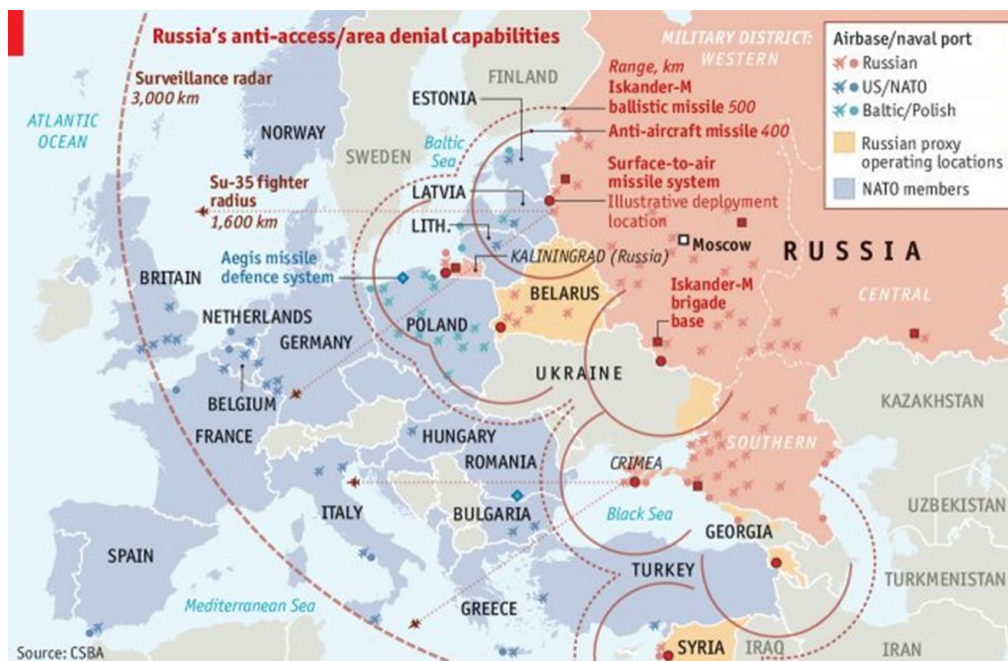 Russia's anti-access/area denial capabilities
MILITARY DISTRICT:
WESTERN
Airbase/naval port
Russian
US/NATO
Baltic/Polish
Russian proxy
operating locations
NATO members
Surveillance radar
3,000 km
FINLAND
Range, km
Iskander-M
ballistic missile 500
Anti-aircraft missile 400
ESTONIA
ATLANTIC
OCEAN
NORWAY
Baltic
Sea
SWEDEN
Surface-to-air
missile system
Illustrative deployment
location
Su-35 fighter
radius
1,600 km
LATVIA
LITH.
Moscow
RUSSIA
KALININGRAD (Russia)
Aegis missile
defence system
BRITAIN
BELARUS
Iskander-M
brigade
base
CENTRAL
NETHERLANDS
GERMANY
POLAND
UKRAINE
BELGIUM
KAZAKHSTAN
FRANCE
HUNGARY
SOUTHERN
ROMANIA
CRIMEA
UZBEKISTAN
ITALY
BULGARIA
Black Sea
GEORGIA
SPAIN
TURKEY
TURKMENISTAN
Mediterranean Sea
GREECE
SYRIA
IRAQ
IRAN
Source: CSBA